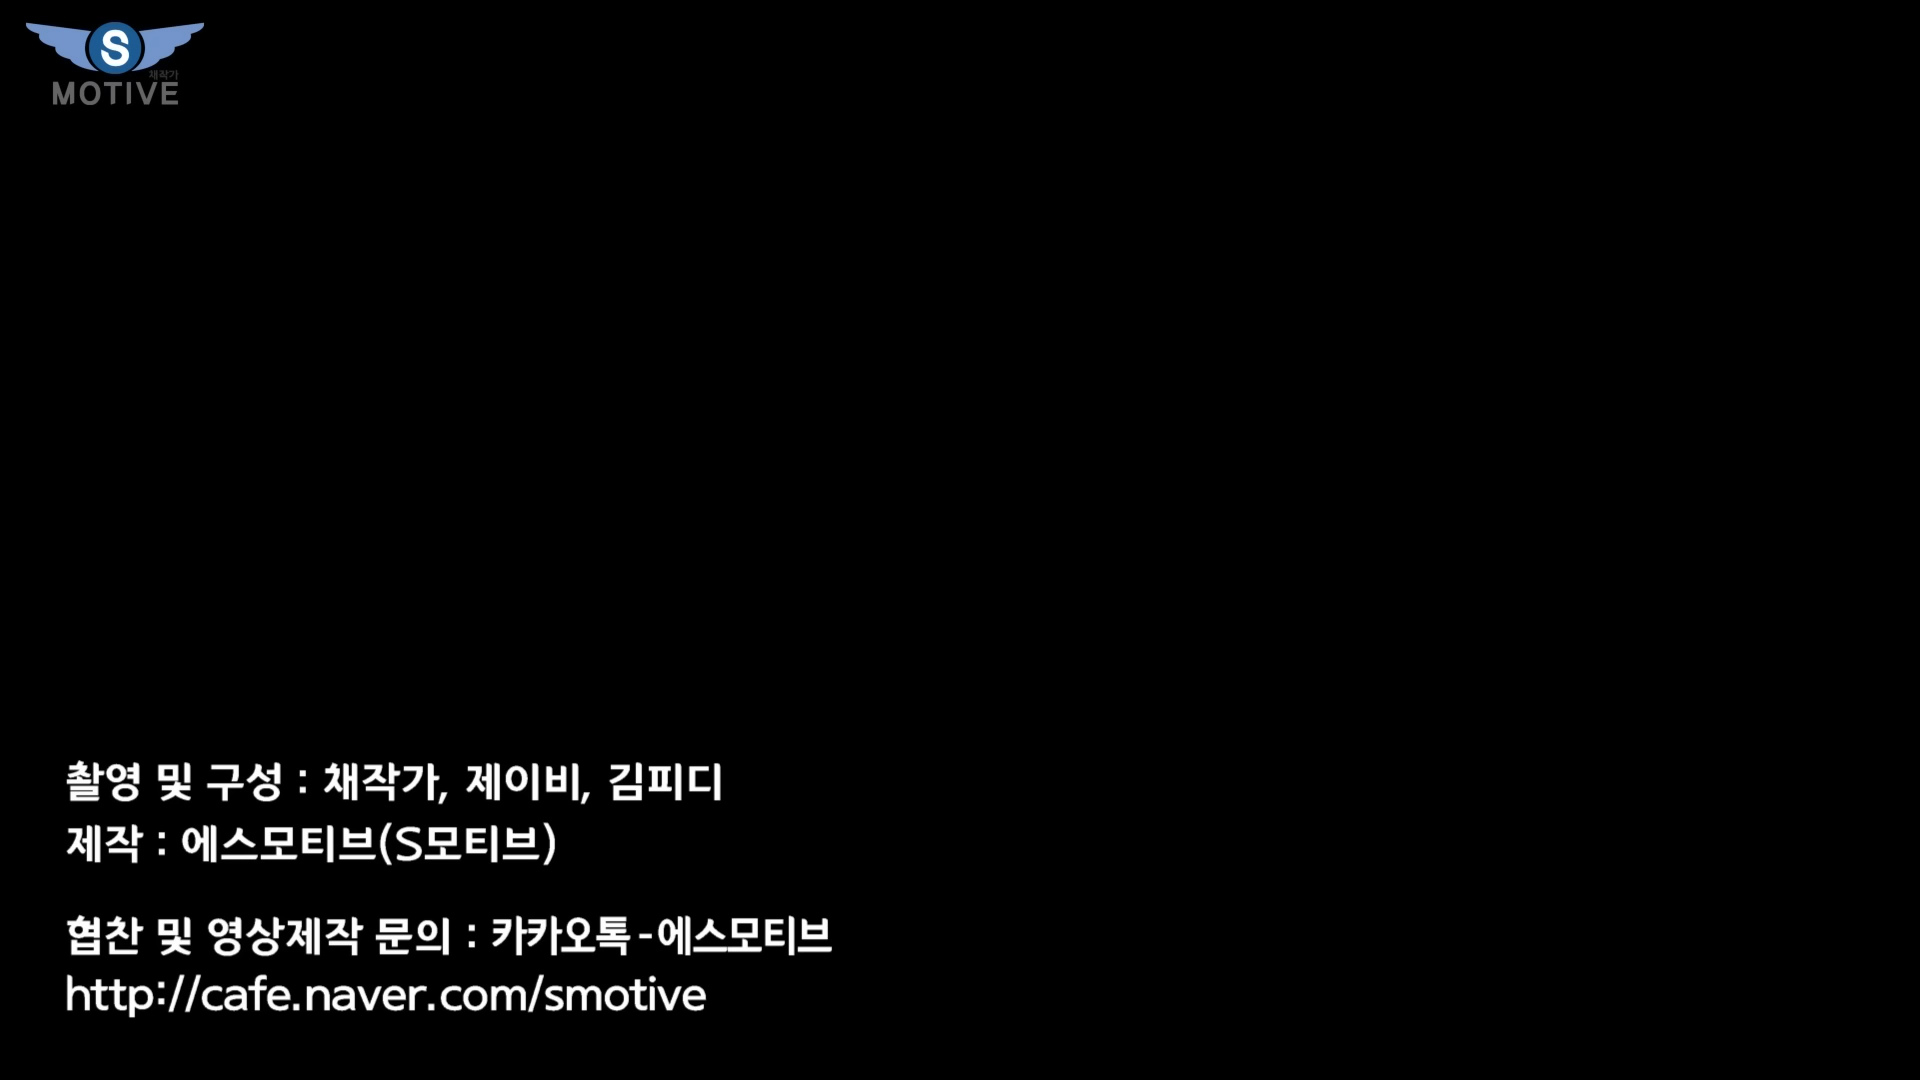 S
채작가
MOTIVE
촬영 및 구성 : 채작가, 제이비, 김피디
제작 : 에스모티브(S모티브)
협찬 및 영상제작 문의 : 카카오톡-에스모티브
http://cafe.naver.com/smotive